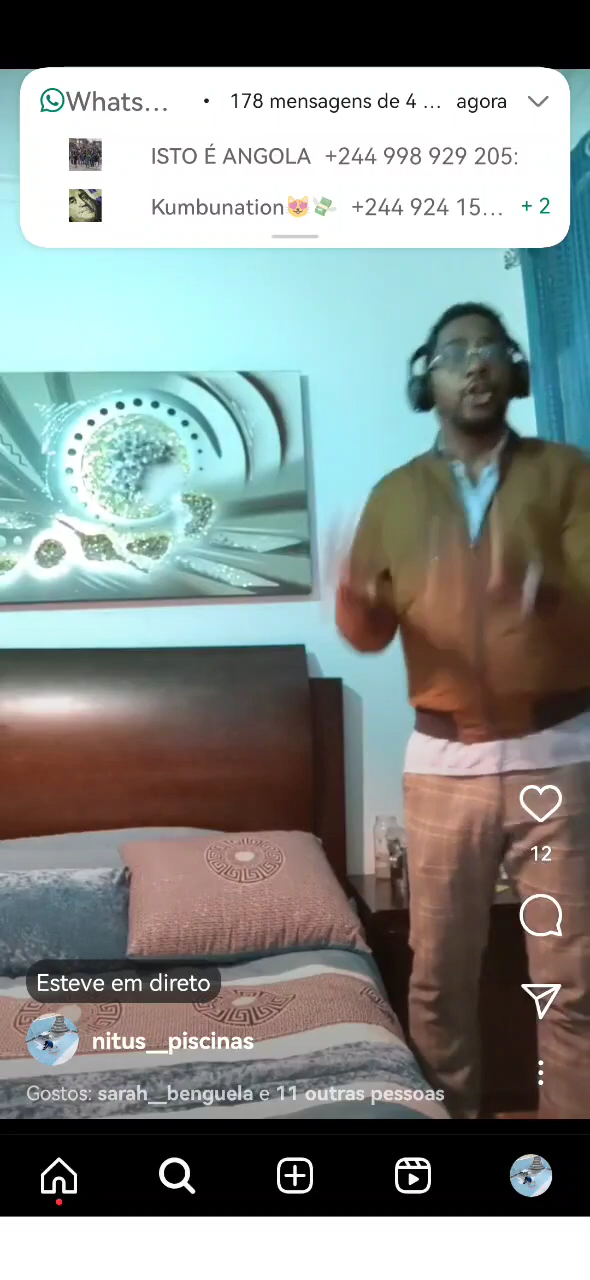 Whats... • 178 mensagens de 4 ... agora
ISTO É ANGOLA +244 998 929 205:
Kumbunation😻💸 +244 924 15... + 2
12
Esteve em direto
nitus__piscinas
Gostos: sarah__benguela e 11 outras pessoas